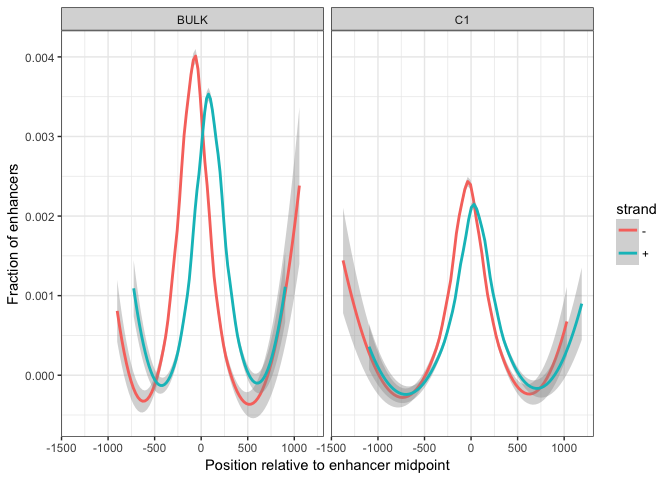 BULK
C1
0.004
0.003
0.002
0.001
0.000
Fraction of enhancers
-1500 -1000 -500 0 500 1000 -1500 -1000 -500 0 500 1000
Position relative to enhancer midpoint
strand
-
+